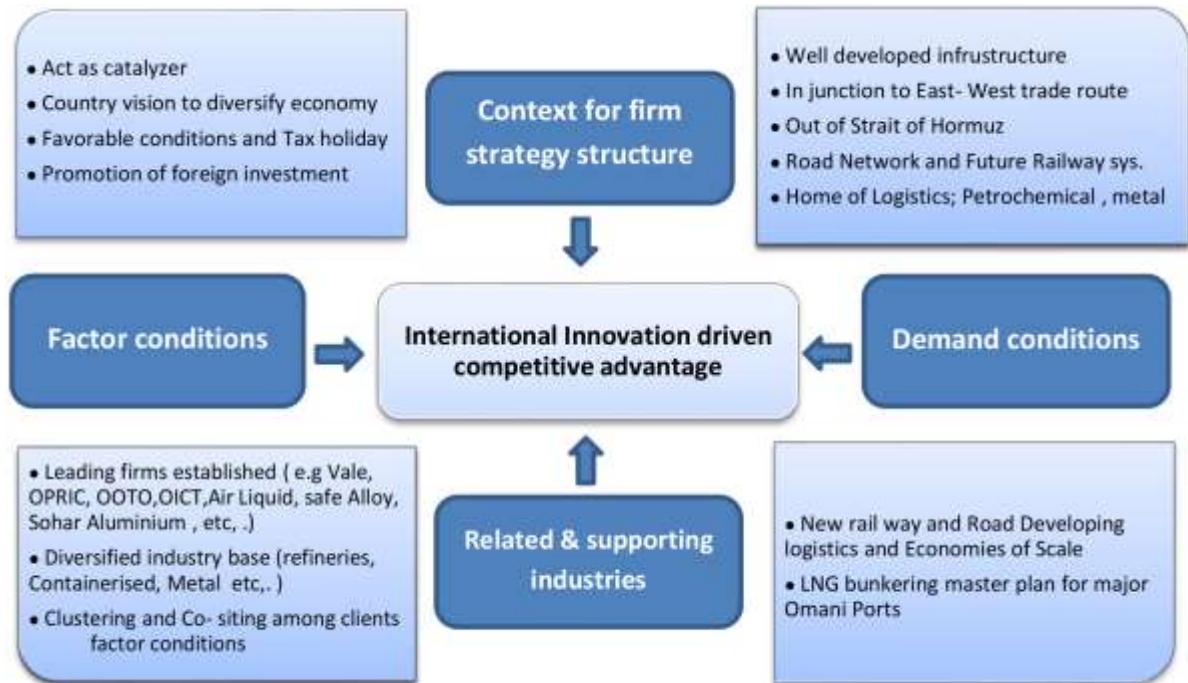 • Act as catalyzer
• Country vision to diversify economy
• Favorable conditions and Tax holiday
• Promotion of foreign investment
Context for firm
strategy structure
• Well developed infrustructure
• In junction to East- West trade route
• Out of Strait of Hormuz
• Road Network and Future Railway sys.
• Home of Logistics; Petrochemical , metal
Factor conditions
International Innovation driven
competitive advantage
Demand conditions
• Leading firms established ( e.g Vale,
OPRIC, OOTO,OICT,Air Liquid, safe Alloy,
Sohar Aluminium , etc, .)
• Diversified industry base (refineries,
Containerised, Metal etc,. )
• Clustering and Co- siting among clients
factor conditions
Related & supporting
industries
• New rail way and Road Developing
logistics and Economies of Scale
• LNG bunkering master plan for major
Omani Ports